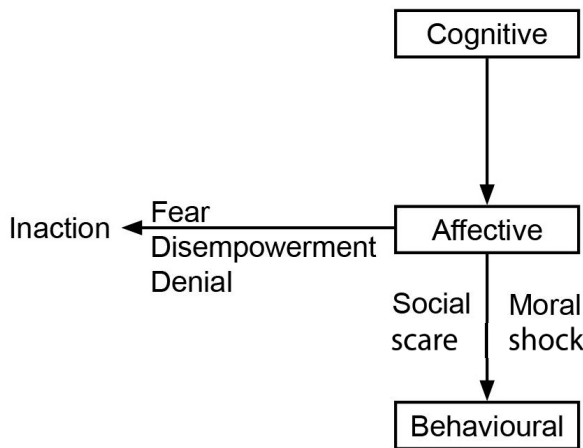 Cognitive
Inaction
Fear
Disempowerment
Denial
Affective
Social
scare
Moral
shock
Behavioural